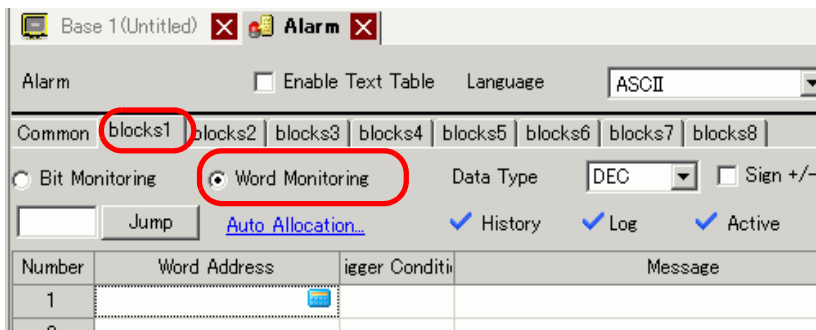 Base 1(Untitled) Alarm
Alarm Enable Text Table Language ASCII
Common blocks1 blocks2 blocks3 blocks4 blocks5 blocks6 blocks7 blocks8
Bit Monitoring Word Monitoring Data Type DEC Sign +/-
Jump Auto Allocation... History Log Active
Number Word Address igger Conditi Message
1